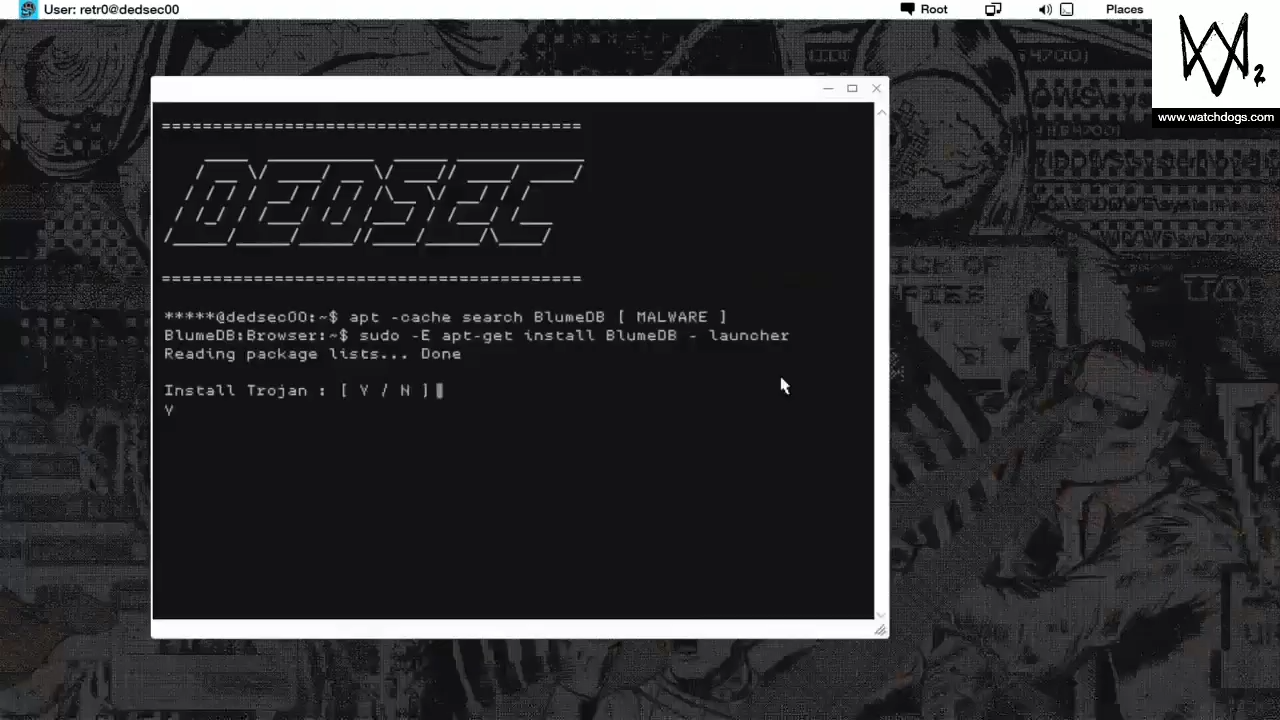 User: retr0@dedsec00
Root
Places
2
www.watchdogs.com
=========================================
DEDSEC
=========================================
*****@dedsec00:~$ apt -cache search BlumeDB [ MALWARE ]
BlumeDB:Browser:~$ sudo -E apt-get install BlumeDB - launcher
Reading package lists... Done
Install Trojan : [ Y / N ]
Y